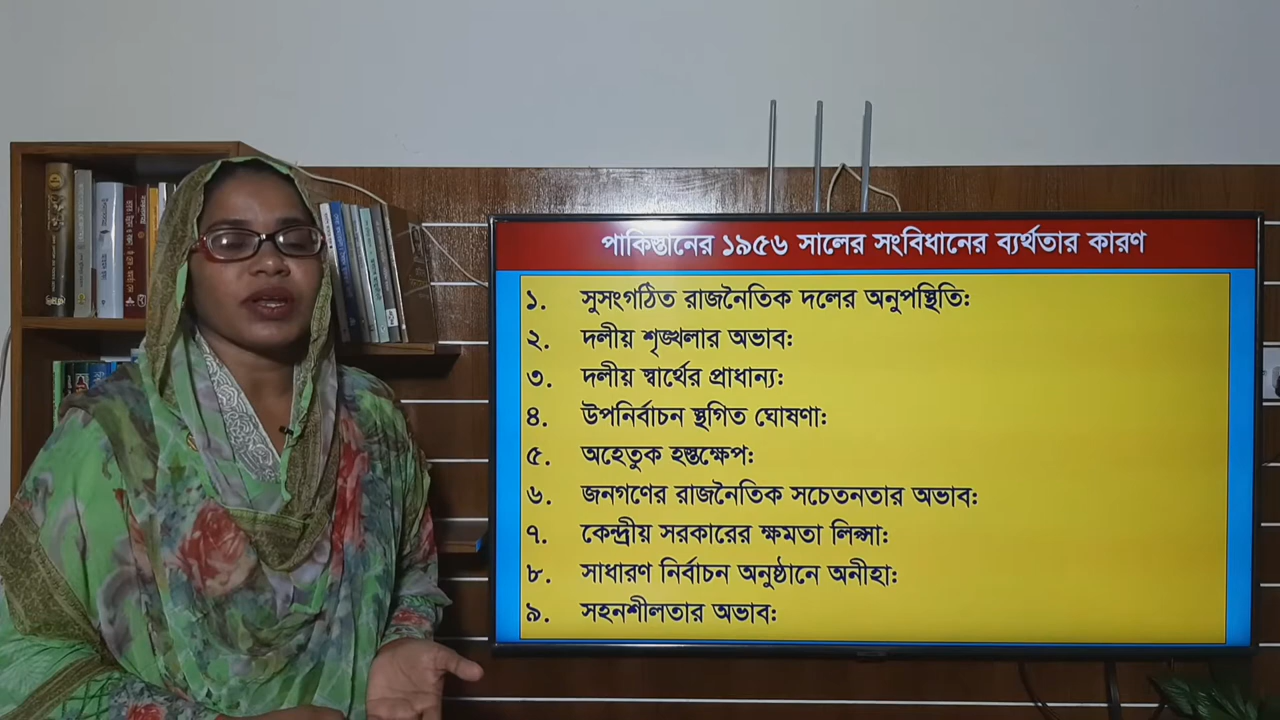 পাকিস্তানের ১৯৫৬ সালের সংবিধানের ব্যর্থতার কারণ
১. সুসংগঠিত রাজনৈতিক দলের অনুপস্থিতি:
২. দলীয় শৃঙ্খলার অভাব:
৩. দলীয় স্বার্থের প্রাধান্য:
৪. উপনির্বাচন স্থগিত ঘোষণা:
৫. অহেতুক হস্তক্ষেপ:
৬. জনগণের রাজনৈতিক সচেতনতার অভাব:
৭. কেন্দ্রীয় সরকারের ক্ষমতা লিপ্সা:
৮. সাধারণ নির্বাচন অনুষ্ঠানে অনীহা:
৯. সহনশীলতার অভাব: